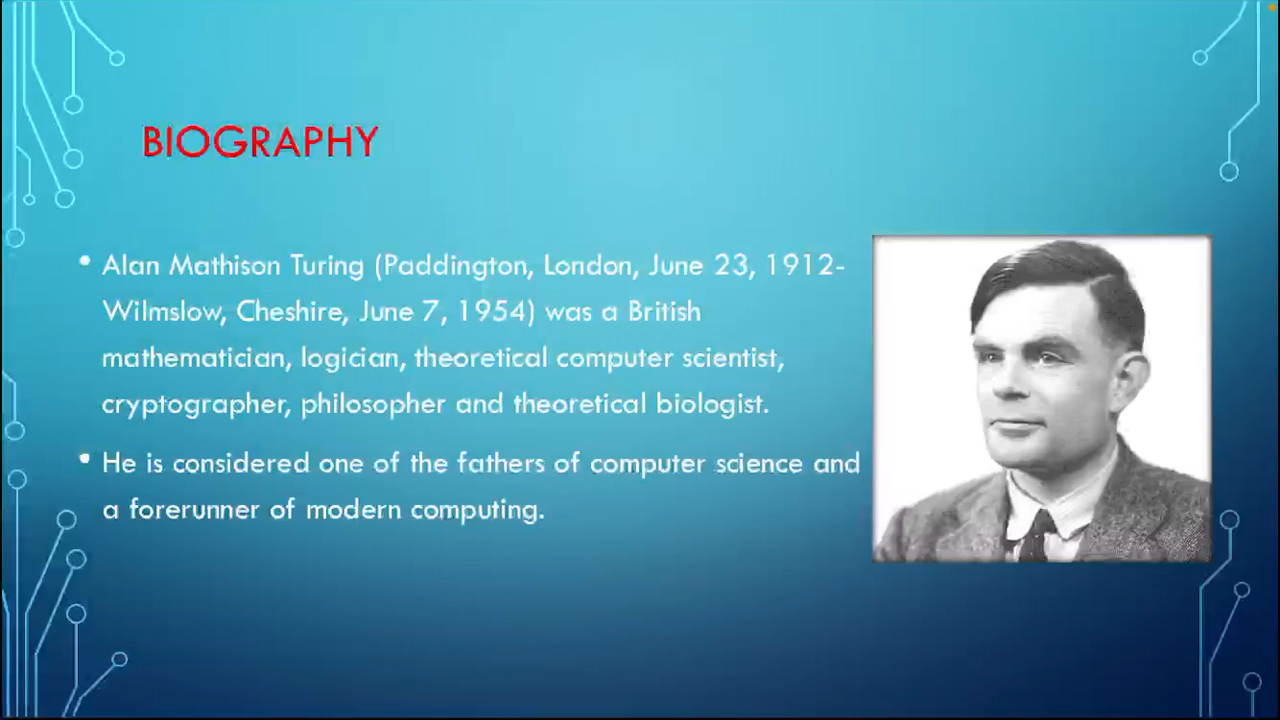 BIOGRAPHY
• Alan Mathison Turing (Paddington, London, June 23, 1912-
Wilmslow, Cheshire, June 7, 1954) was a British
mathematician, logician, theoretical computer scientist,
cryptographer, philosopher and theoretical biologist.
• He is considered one of the fathers of computer science and
a forerunner of modern computing.